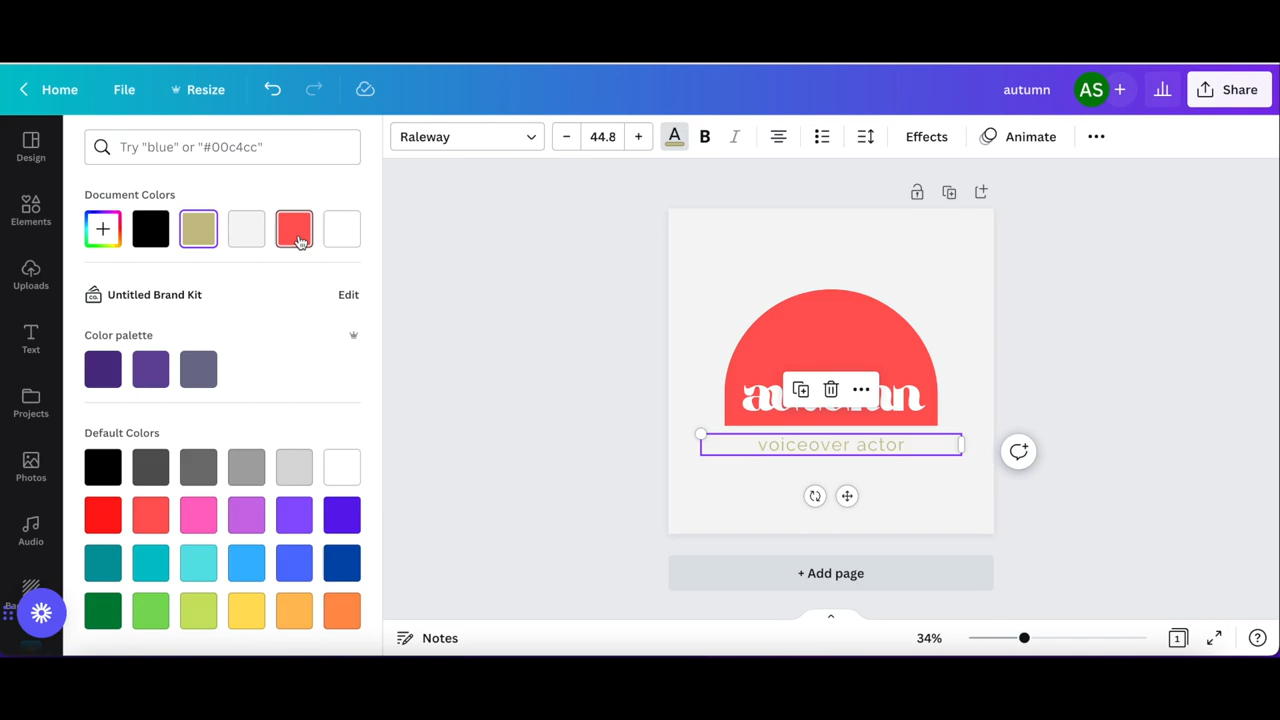 Home File Resize autumn AS Share
Design
Elements
Uploads
Text
Projects
Photos
Audio
Try "blue" or "#00c4cc"
Document Colors
CO.
Untitled Brand Kit Edit
Color palette
Default Colors
Raleway 44.8 A B I Effects Animate
voiceover actor
+ Add page
Notes 34% 1 ?